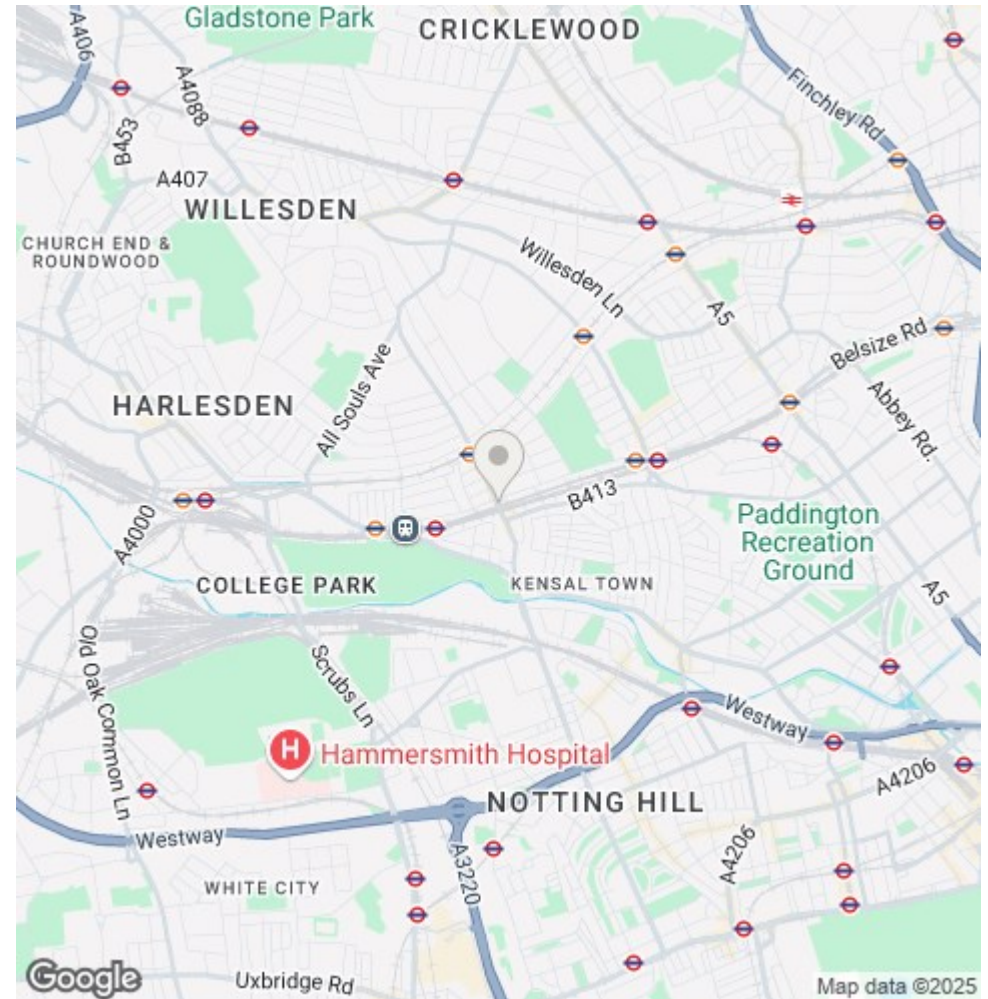 Gladstone Park
CRICKLEWOOD
A406
A4088
B453
Finchley Rd
A407
WILLESDEN
CHURCH END &
ROUNDWOOD
Willesden Ln
A5
Belsize Rd
All Souls Ave
HARLESDEN
Abbey Rd.
B413
A4000
Paddington
Recreation
Ground
COLLEGE PARK
KENSAL TOWN
A5
Old Oak Common Ln
Scrubs Ln
Westway
H
Hammersmith Hospital
A4206
NOTTING HILL
Westway
A4206
A3220
WHITE CITY
Google
Uxbridge Rd
Map data ©2025